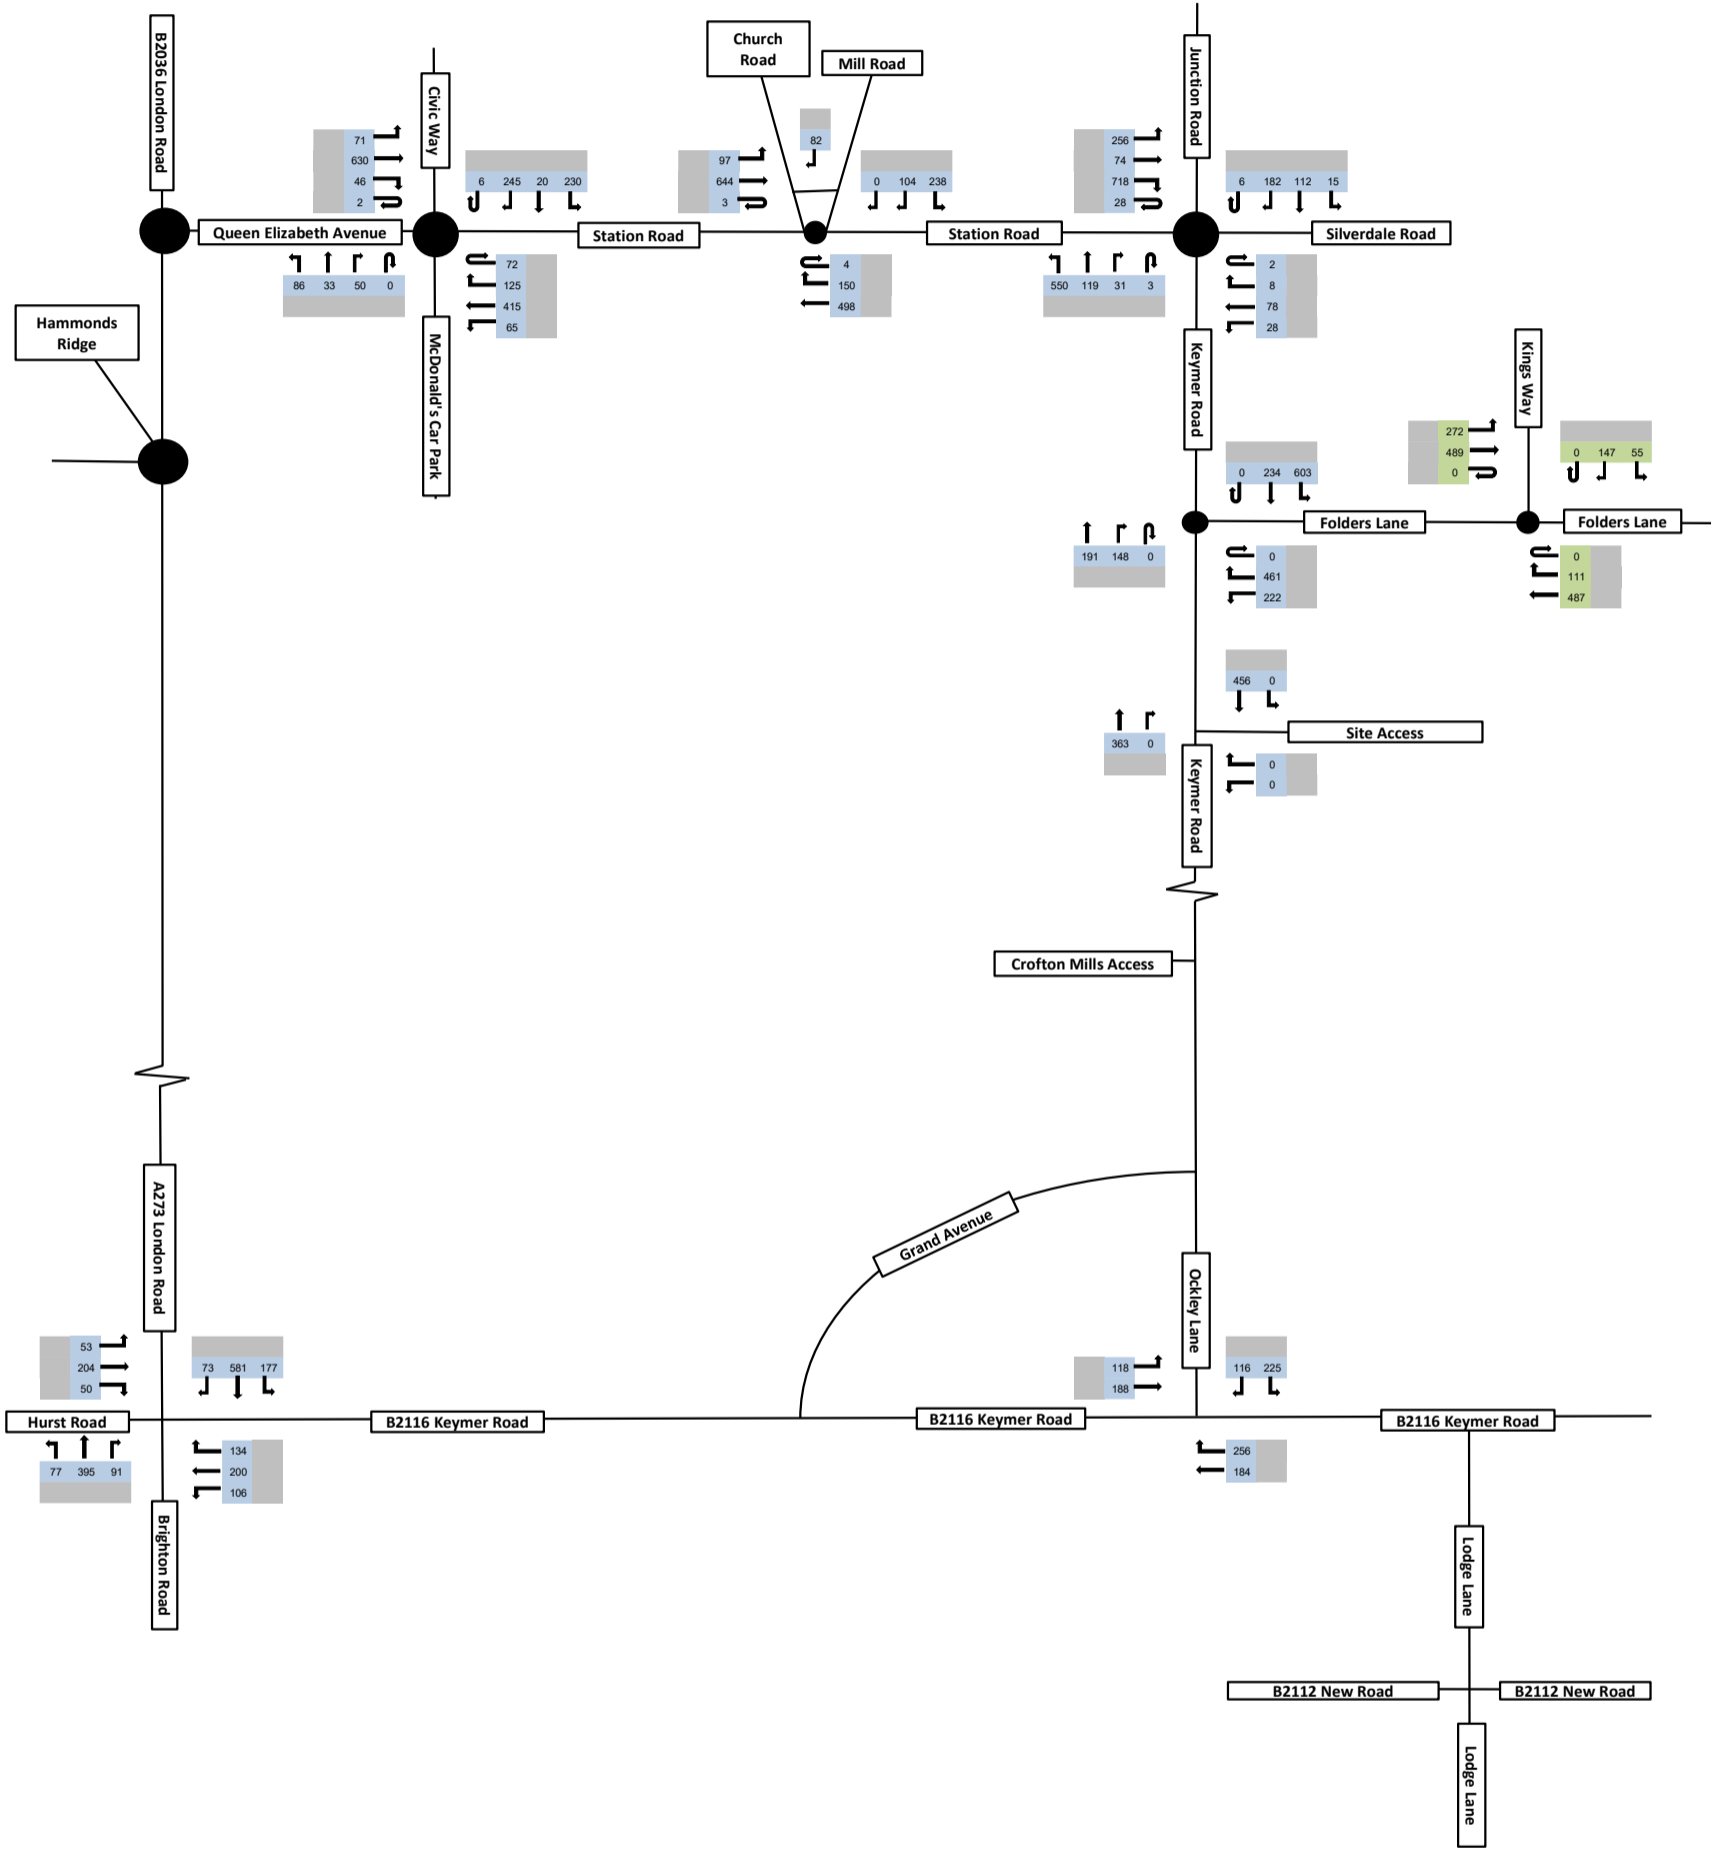 B2036 London Road
Civic Way
Church
Road
Mill Road
Junction Road
71
630
46
2
6 245 20 230
97
644
3
82
0 104 238
256
74
718
28
6 182 112 15
Queen Elizabeth Avenue
Station Road
Station Road
Silverdale Road
86 33 50 0
72
125
415
65
4
150
498
550 119 31 3
2
8
78
28
Hammonds
Ridge
McDonald's Car Park
Keymer Road
Kings Way
272
489
0
0 147 55
0 234 603
Folders Lane
Folders Lane
191 148 0
0
461
222
0
111
487
456 0
363 0
Site Access
0
0
Keymer Road
Crofton Mills Access
A273 London Road
Grand Avenue
Ockley Lane
53
204
50
73 581 177
118
188
116 225
Hurst Road
B2116 Keymer Road
B2116 Keymer Road
B2116 Keymer Road
77 395 91
134
200
106
256
184
Brighton Road
Lodge Lane
B2112 New Road
B2112 New Road
Lodge Lane